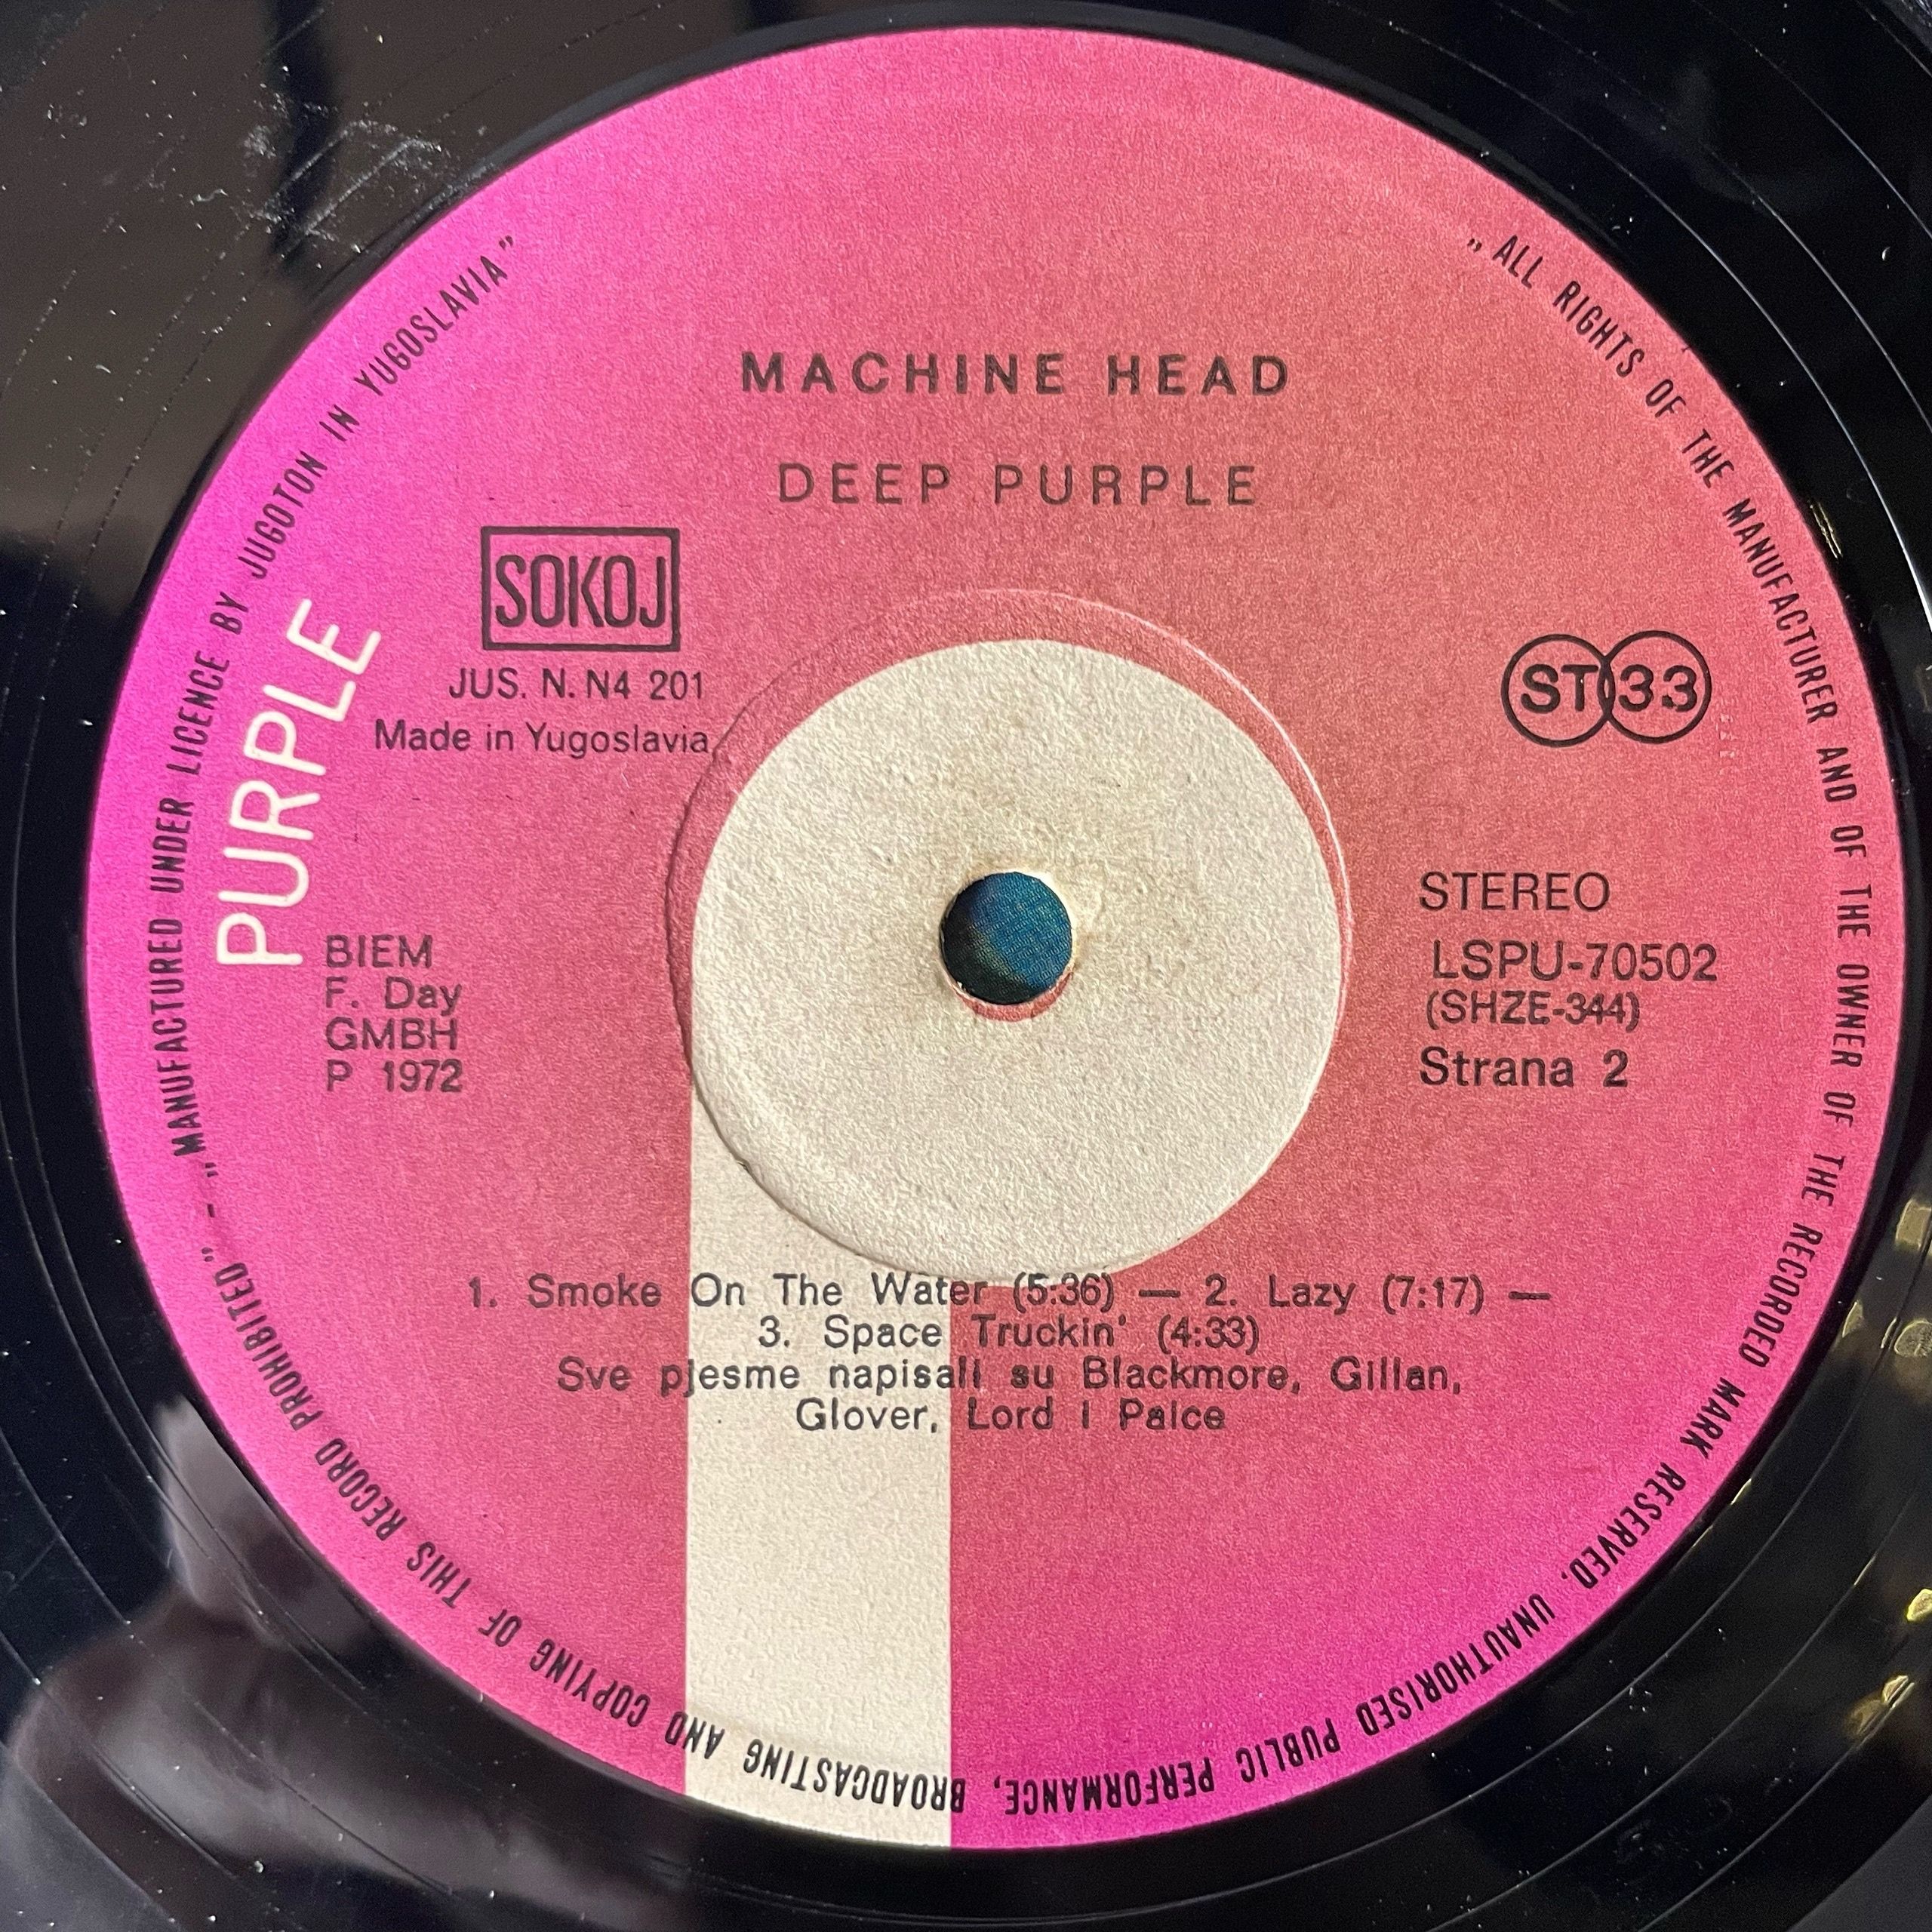 MACHINE HEAD
DEEP PURPLE
SOKOJ
JUS. N. N4 201
Made in Yugoslavia
ST 33
PURPLE
BIEM
F. Day
GMBH
P 1972
STEREO
LSPU-70502
(SHZE-344)
Strana 2
1. Smoke On The Water (5:36) — 2. Lazy (7:17) —
3. Space Truckin' (4:33)
Sve pjesme napisali su Blackmore, Gillan,
Glover, Lord i Paice
„ALL RIGHTS OF THE MANUFACTURER AND OF THE OWNER OF THE RECORDED MARK RESERVED. UNAUTHORISED PUBLIC PERFORMANCE, BROADCASTING AND COPYING OF THIS RECORD PROHIBITED” - „MANUFACTURED UNDER LICENCE BY JUGOTON IN YUGOSLAVIA”